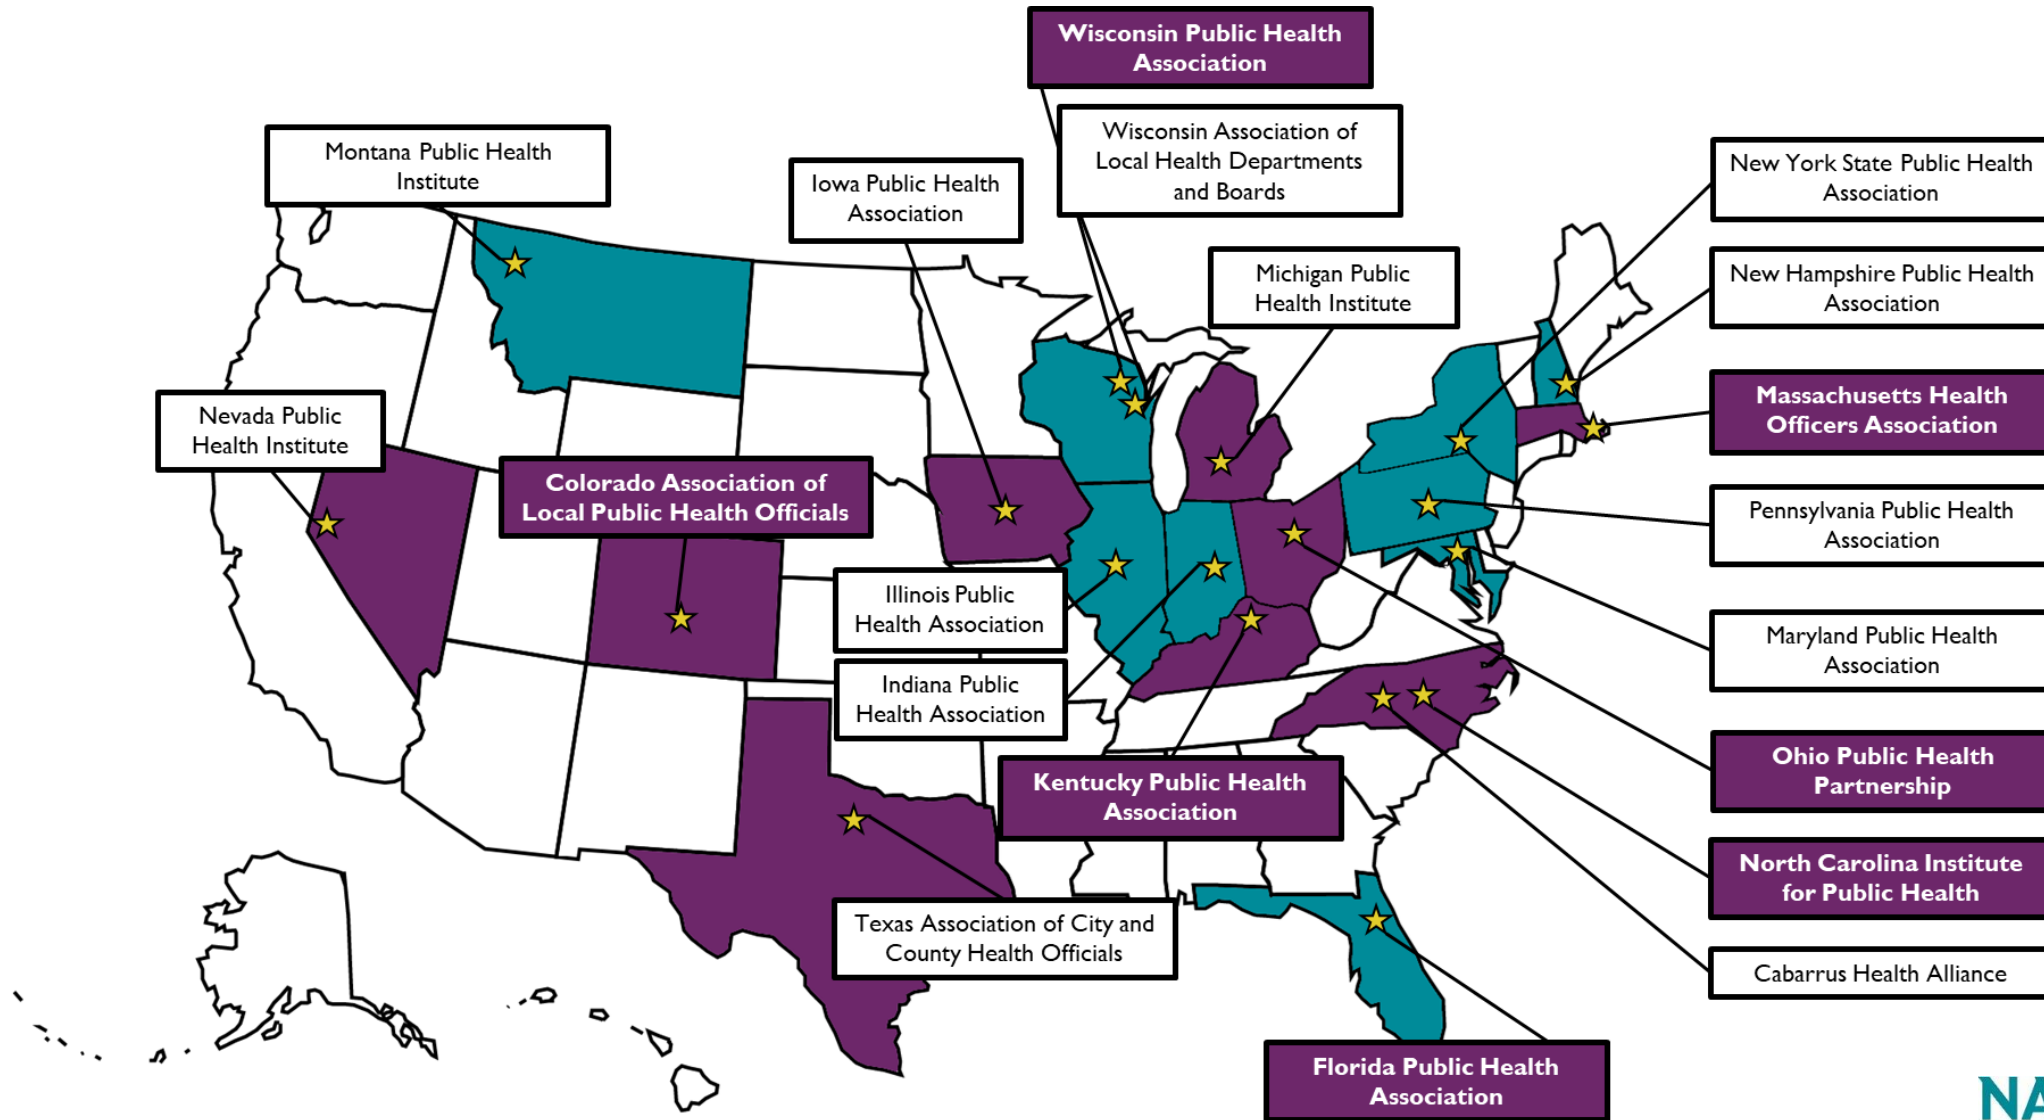 Wisconsin Public Health
Association
Wisconsin Association of
Local Health Departments
and Boards
Montana Public Health
Institute
Iowa Public Health
Association
New York State Public Health
Association
Michigan Public
Health Institute
New Hampshire Public Health
Association
Nevada Public
Health Institute
Massachusetts Health
Officers Association
Colorado Association of
Local Public Health Officials
Pennsylvania Public Health
Association
Illinois Public
Health Association
Maryland Public Health
Association
Indiana Public
Health Association
Kentucky Public Health
Association
Ohio Public Health
Partnership
North Carolina Institute
for Public Health
Texas Association of City and
County Health Officials
Cabarrus Health Alliance
Florida Public Health
Association